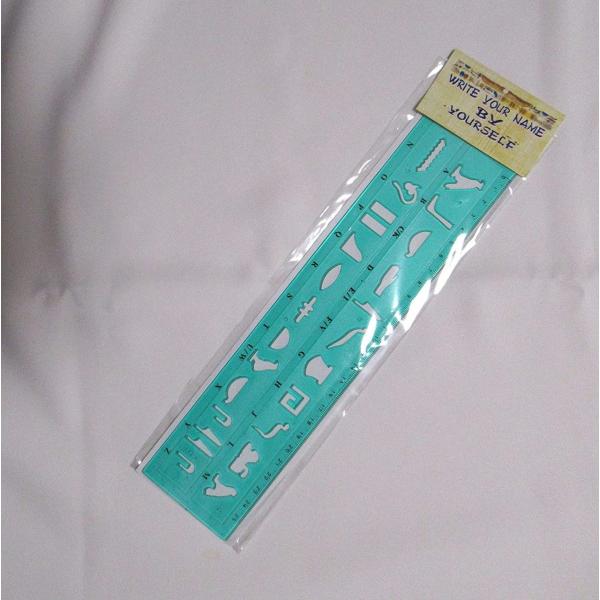 WRITE YOUR NAME
BY
YOURSELF
A B C/K D E/I F/V G H J L M
N O P Q R S T U/W X Y Z